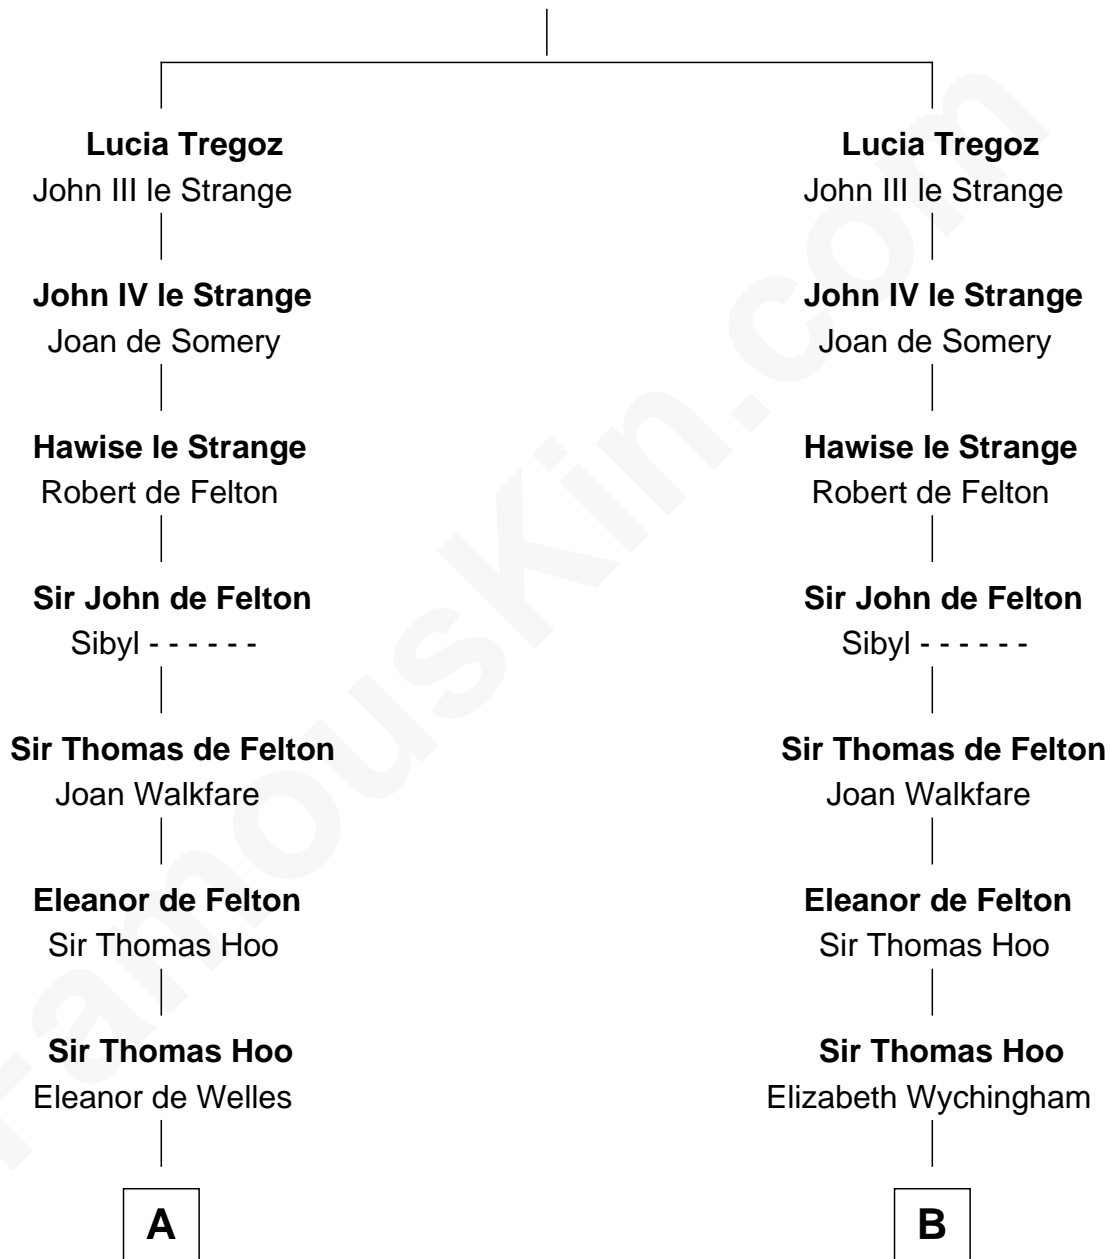 Lucia Tregoz
John III le Strange
John IV le Strange
Joan de Somery
Hawise le Strange
Robert de Felton
Sir John de Felton
Sibyl - - - - - -
Sir Thomas de Felton
Joan Walkfare
Eleanor de Felton
Sir Thomas Hoo
Sir Thomas Hoo
Eleanor de Welles
A
Lucia Tregoz
John III le Strange
John IV le Strange
Joan de Somery
Hawise le Strange
Robert de Felton
Sir John de Felton
Sibyl - - - - - -
Sir Thomas de Felton
Joan Walkfare
Eleanor de Felton
Sir Thomas Hoo
Sir Thomas Hoo
Elizabeth Wychingham
B
FamousKin.com